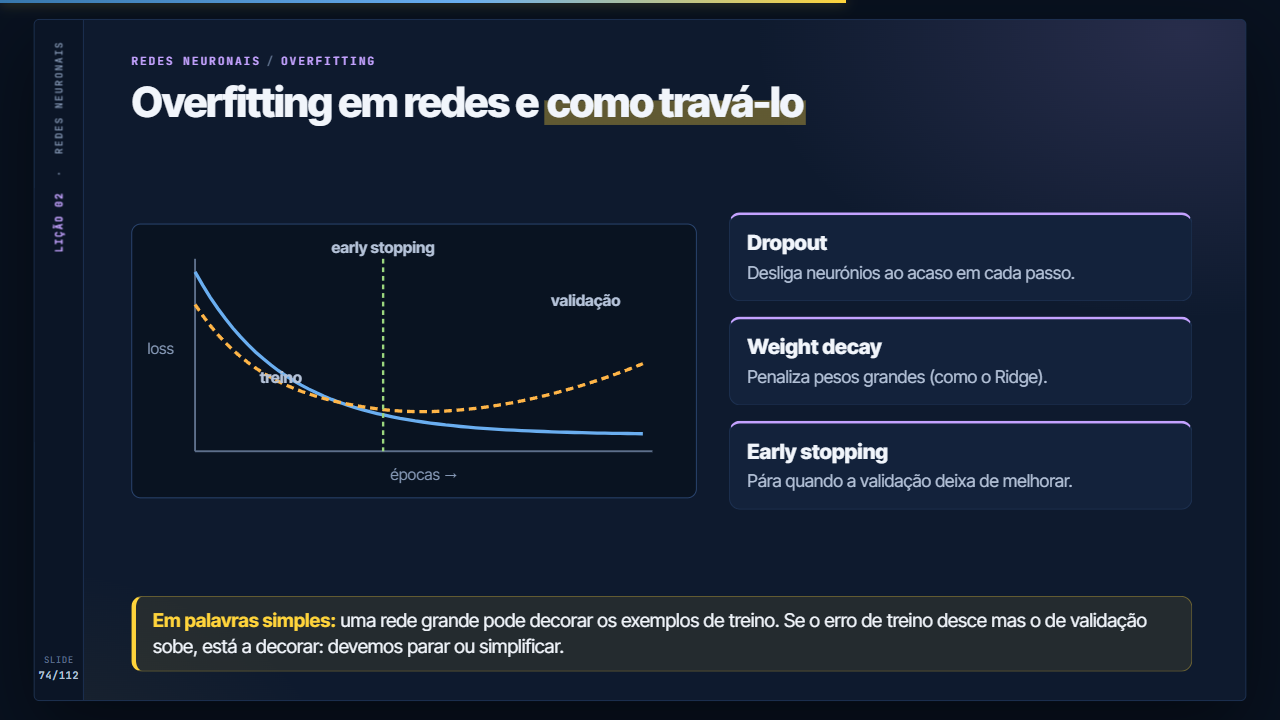 REDES NEURONAIS / OVERFITTING
Overfitting em redes e como travá-lo
LIÇÃO 02 · REDES NEURONAIS
early stopping
validação
loss
treino
épocas →
Dropout
Desliga neurónios ao acaso em cada passo.
Weight decay
Penaliza pesos grandes (como o Ridge).
Early stopping
Pára quando a validação deixa de melhorar.
Em palavras simples: uma rede grande pode decorar os exemplos de treino. Se o erro de treino desce mas o de validação
sobe, está a decorar: devemos parar ou simplificar.
SLIDE
74/112